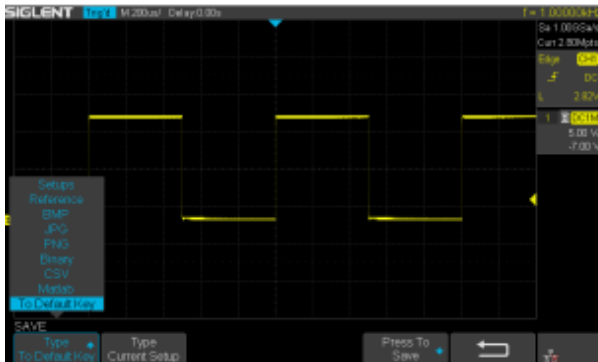 SIGLENT Trig'd M 200us/ Delay:0.00s f = 1.00000kHz
Sa 1.00GSa/s
Curr 2.80Mpts
Edge CH1
DC
L 2.82V
1 DC1M
5.00 V/
-7.00 V
Setups
Reference
BMP
JPG
PNG
Binary
CSV
Matlab
To Default Key
SAVE
Type Type Press To
To Default Key Current Setup Save